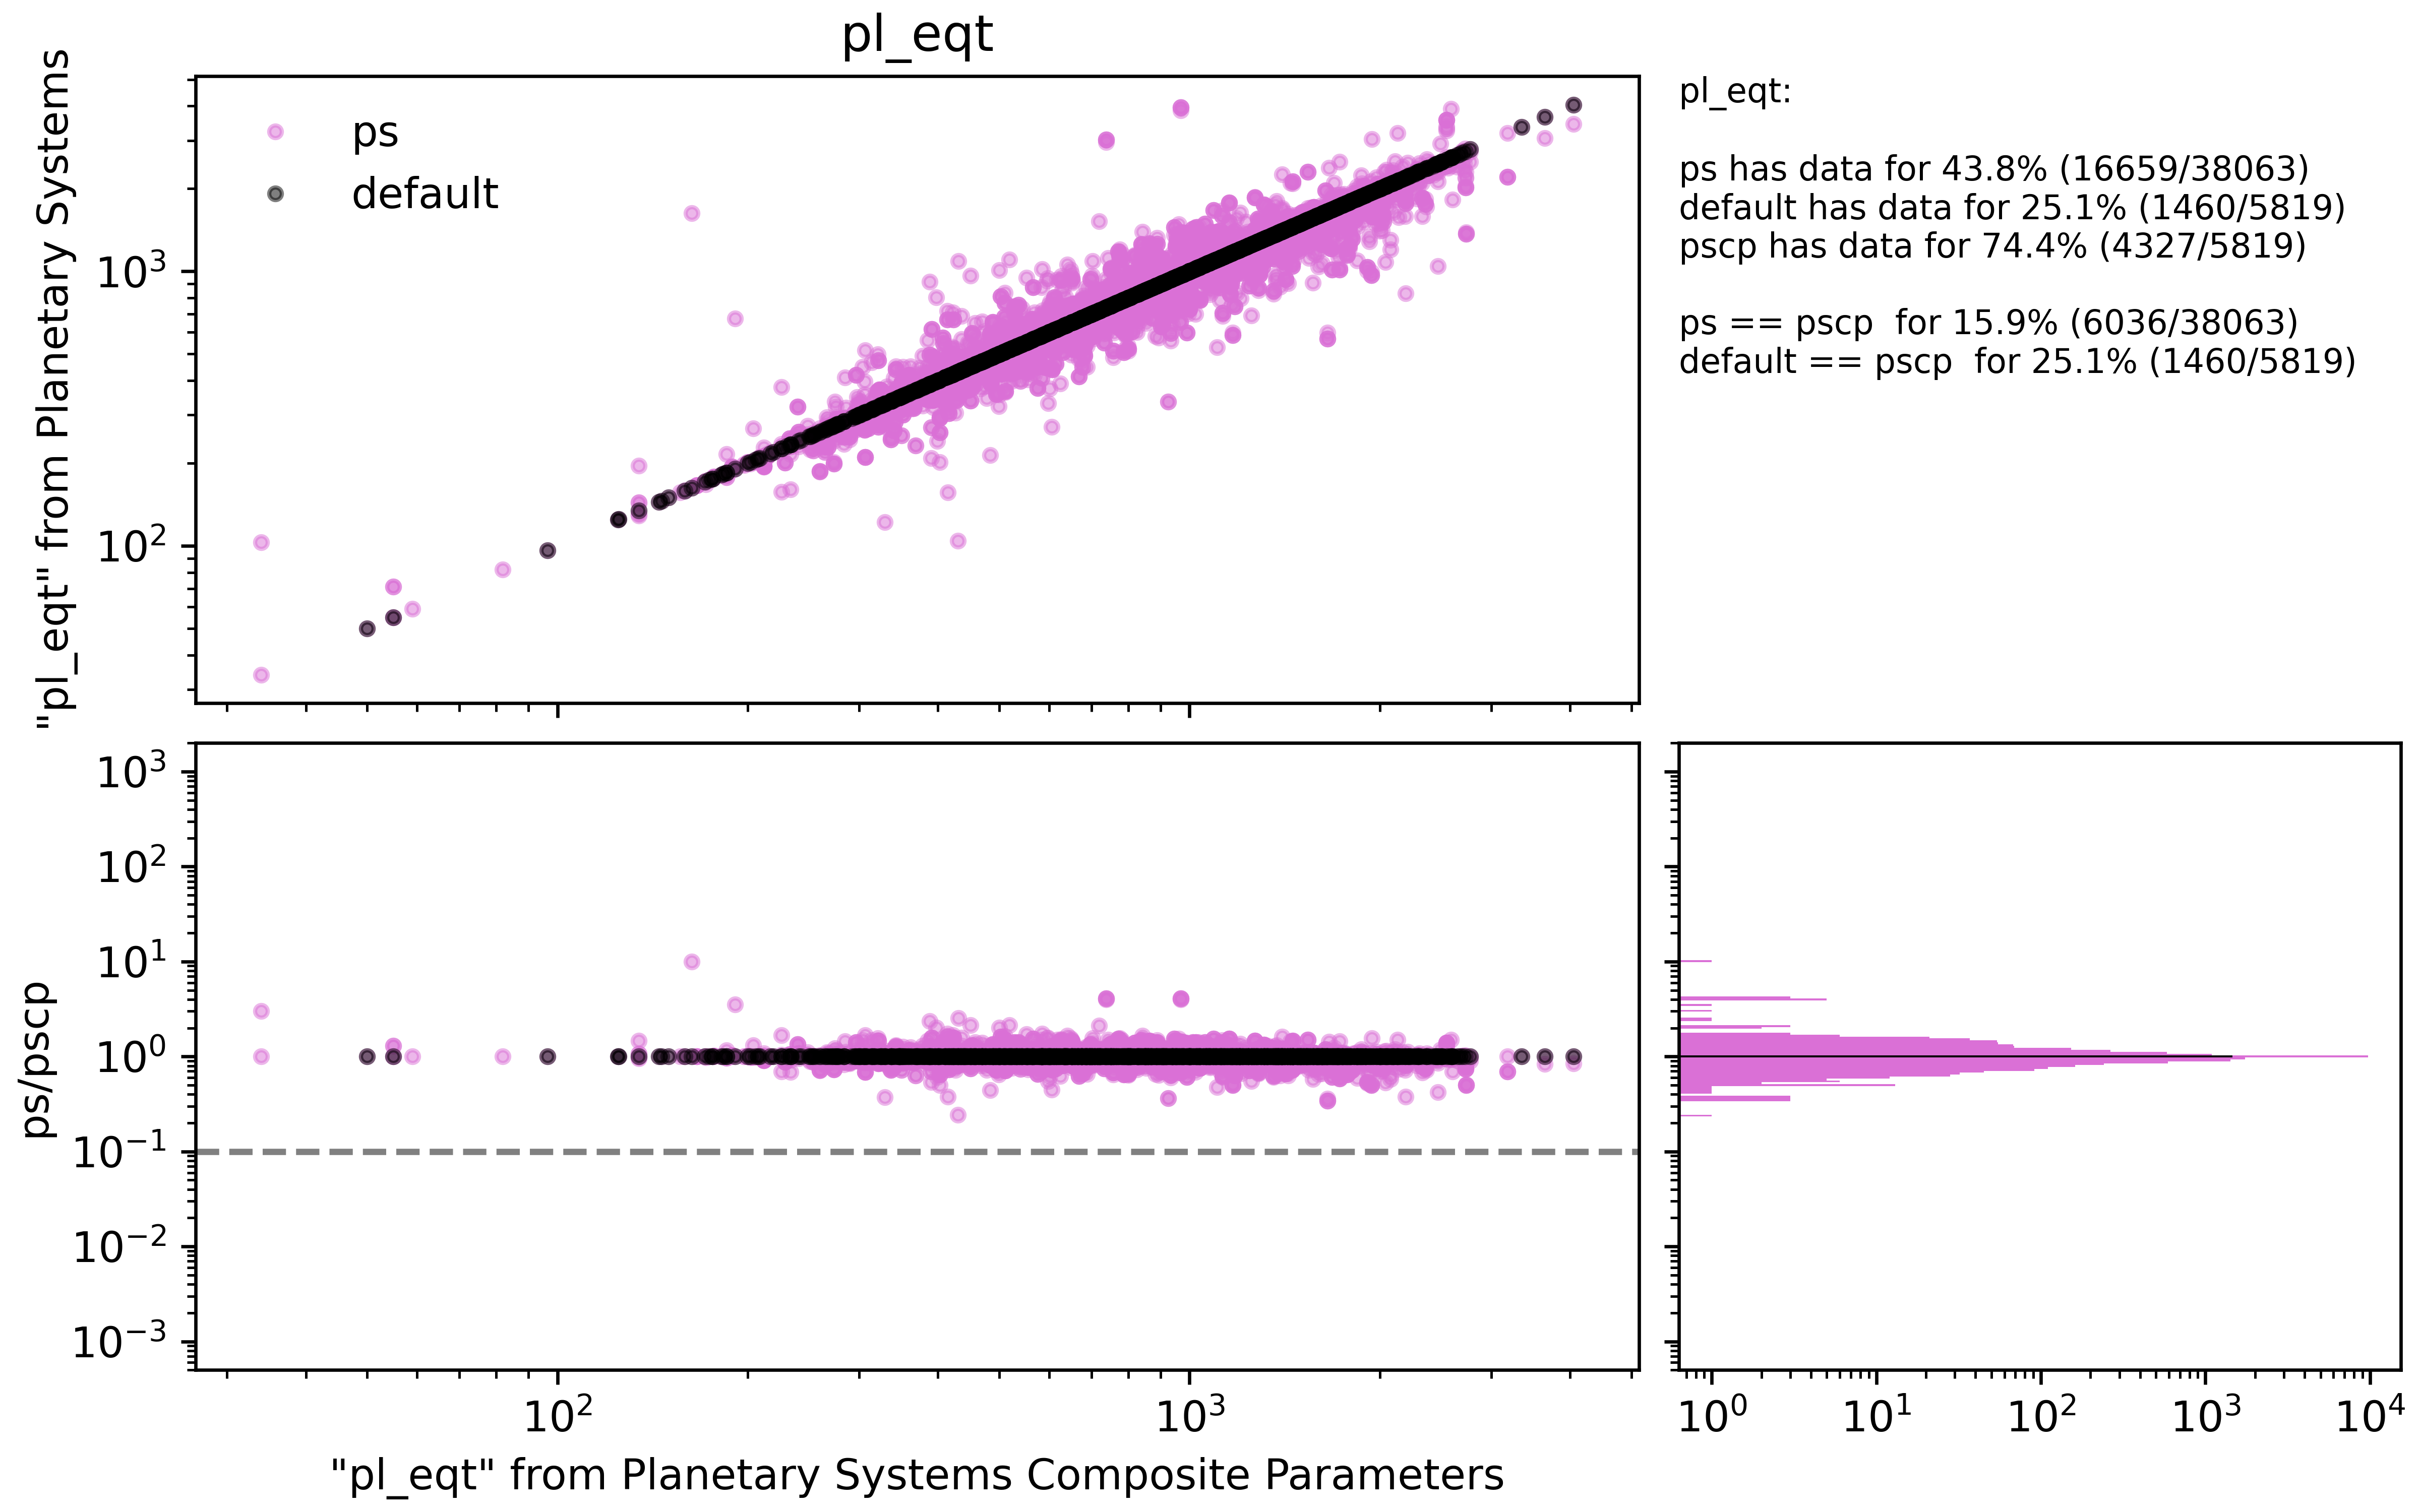 pl_eqt
"pl_eqt" from Planetary Systems
10³
10²
ps
default
pl_eqt:
ps has data for 43.8% (16659/38063)
default has data for 25.1% (1460/5819)
pscp has data for 74.4% (4327/5819)
ps == pscp  for 15.9% (6036/38063)
default == pscp  for 25.1% (1460/5819)
ps/pscp
10³
10²
10¹
10⁰
10⁻¹
10⁻²
10⁻³
10² 10³
10⁰ 10¹ 10² 10³ 10⁴
"pl_eqt" from Planetary Systems Composite Parameters